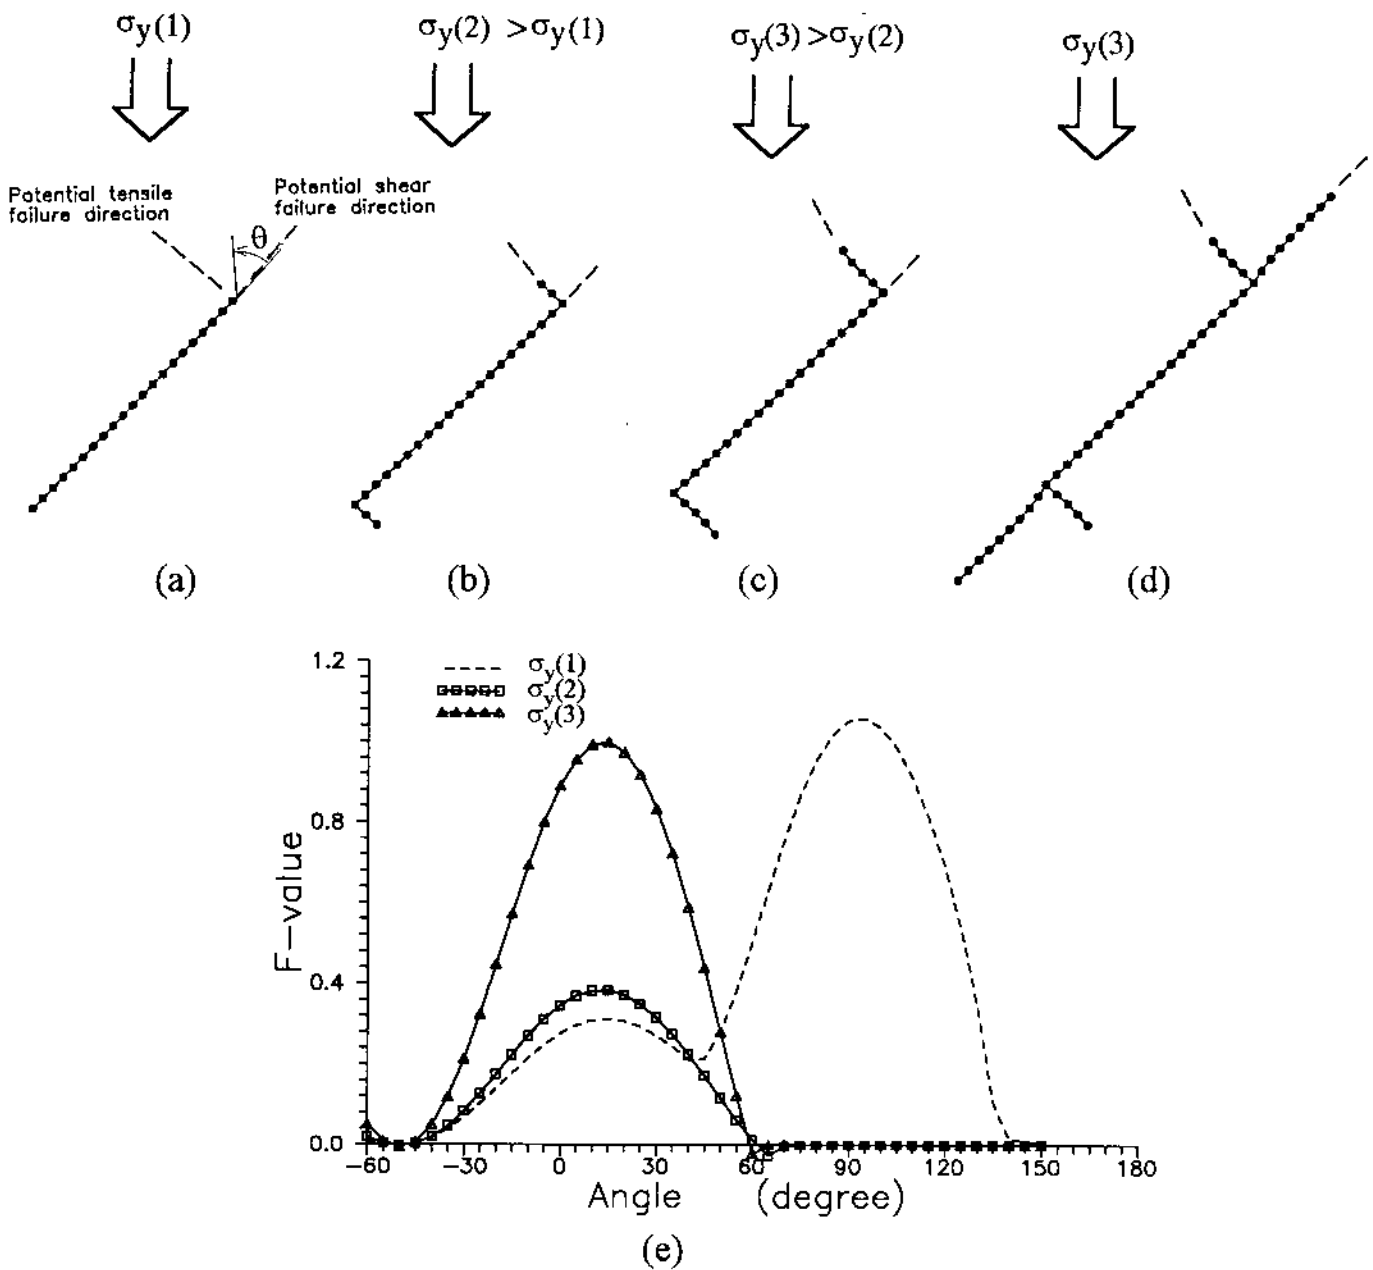 σy(1)
σy(2) >σy(1)
σy(3)>σy(2)
σy(3)
Potential tensile
failure direction
Potential shear
failure direction
θ
(a)
(b)
(c)
(d)
σy(1)
σy(2)
σy(3)
1.2
0.8
0.4
0.0
F-value
-60
-30
0
30
60
90
120
150
180
Angle (degree)
(e)